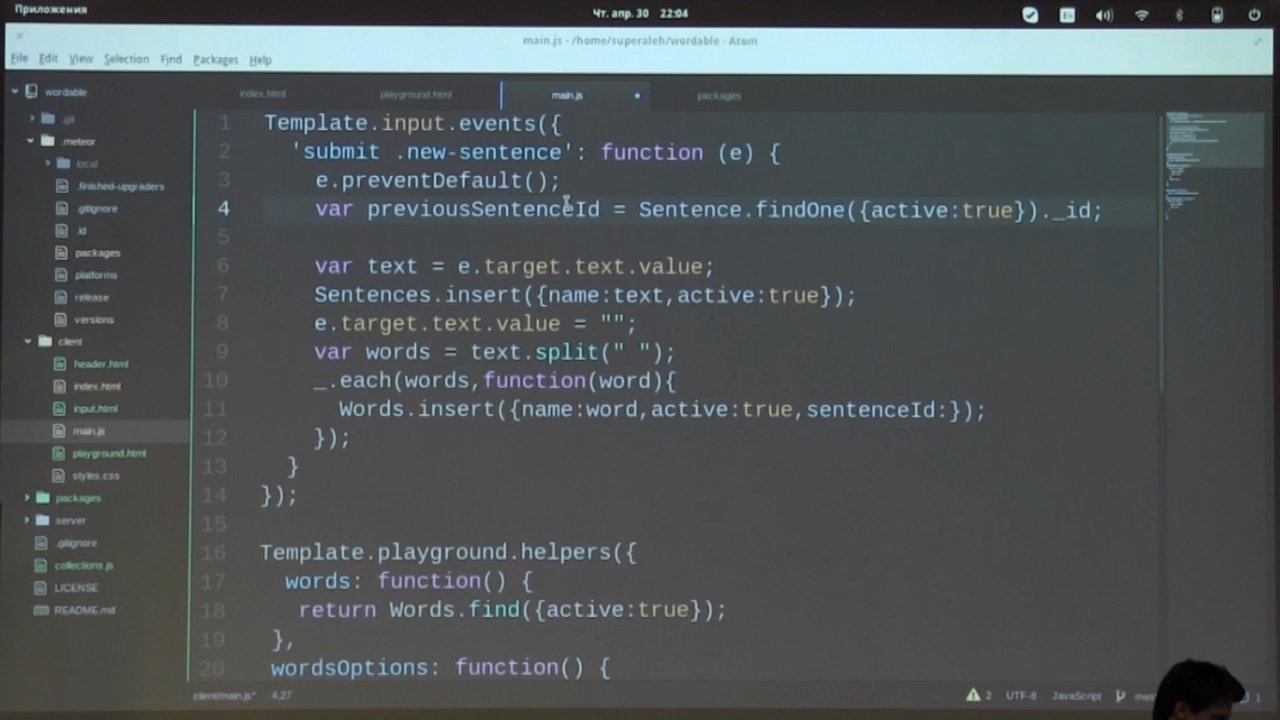 Приложения
Чт. апр. 30 22:04
En
main.js - /home/superaleh/wordable - Atom
File Edit View Selection Find Packages Help
wordable
.git
.meteor
local
.finished-upgraders
.gitignore
.id
packages
platforms
release
versions
client
header.html
index.html
input.html
main.js
playground.html
styles.css
packages
server
.gitignore
collections.js
LICENSE
README.md
index.html playground.html main.js packages
1 Template.input.events({
2 'submit .new-sentence': function (e) {
3 e.preventDefault();
4 var previousSentenceId = Sentence.findOne({active:true})._id;
5
6 var text = e.target.text.value;
7 Sentences.insert({name:text,active:true});
8 e.target.text.value = "";
9 var words = text.split(" ");
10 _.each(words,function(word){
11 Words.insert({name:word,active:true,sentenceId:});
12 });
13 }
14 });
15
16 Template.playground.helpers({
17 words: function() {
18 return Words.find({active:true});
19 },
20 wordsOptions: function() {
client/main.js* 4,27 2 UTF-8 JavaScript 1